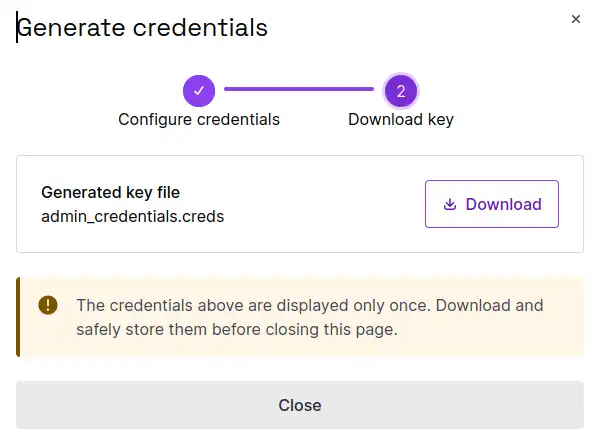 Generate credentials
2
Configure credentials
Download key
Generated key file
admin_credentials.creds
Download
The credentials above are displayed only once. Download and
safely store them before closing this page.
Close